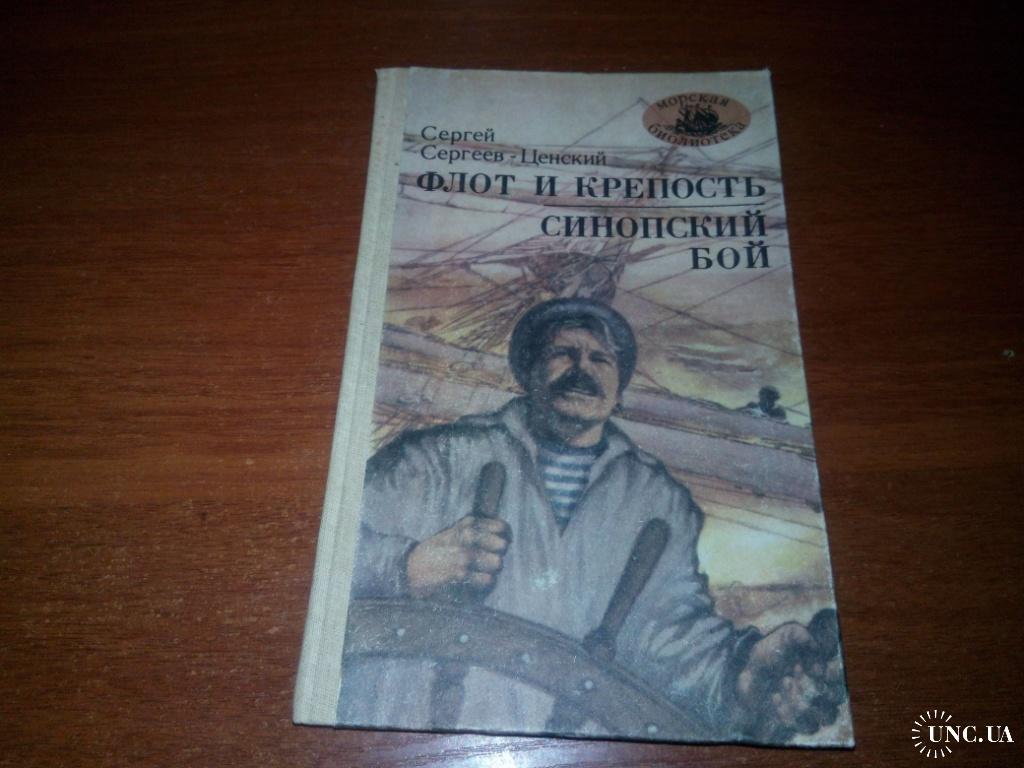 морская
библиотека
Сергей
Сергеев-Ценский
ФЛОТ И КРЕПОСТЬ
СИНОПСКИЙ
БОЙ
UNC.UA